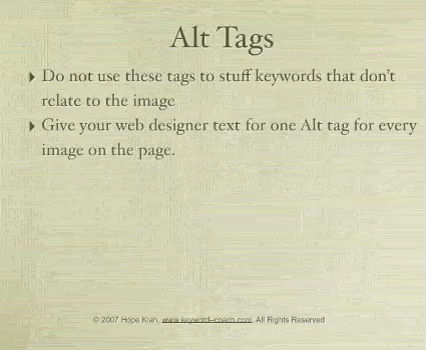 Alt Tags
Do not use these tags to stuff keywords that don't
relate to the image
Give your web designer text for one Alt tag for every
image on the page.
© 2007 Hope Kiah, www.keyword-coach.com. All Rights Reserved